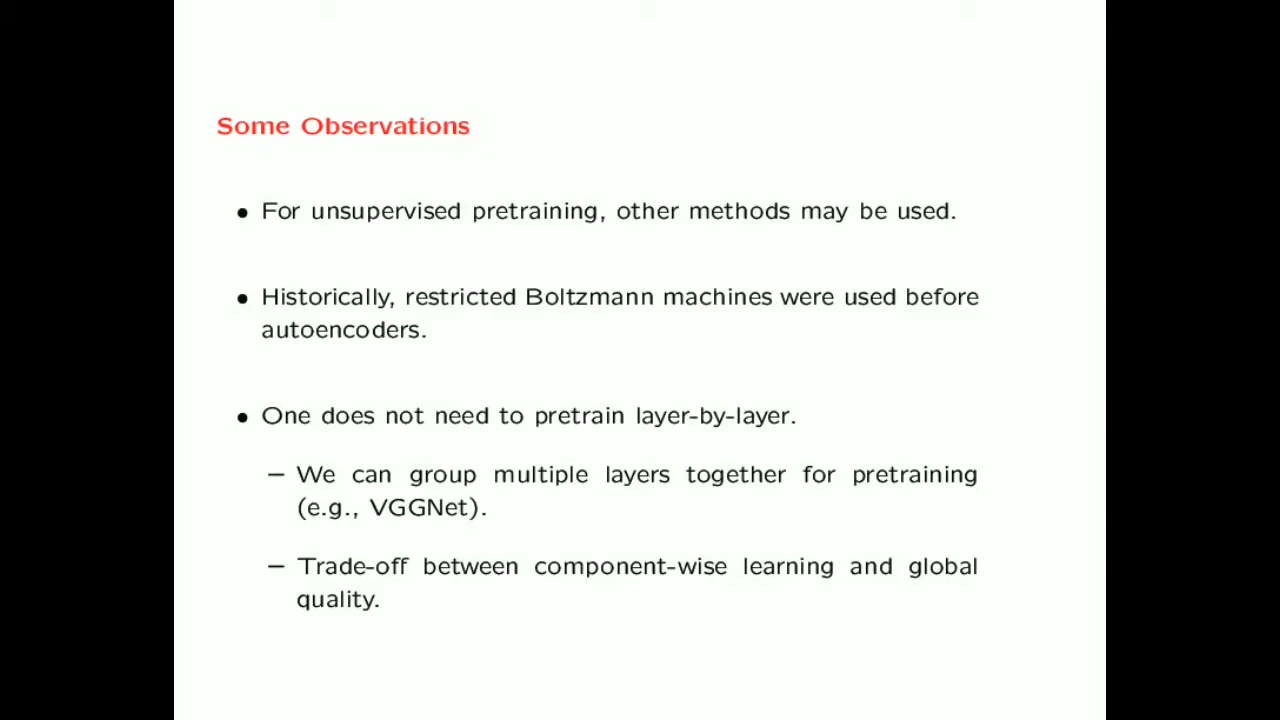 Some Observations
• For unsupervised pretraining, other methods may be used.
• Historically, restricted Boltzmann machines were used before
autoencoders.
• One does not need to pretrain layer-by-layer.
– We can group multiple layers together for pretraining
(e.g., VGGNet).
– Trade-off between component-wise learning and global
quality.